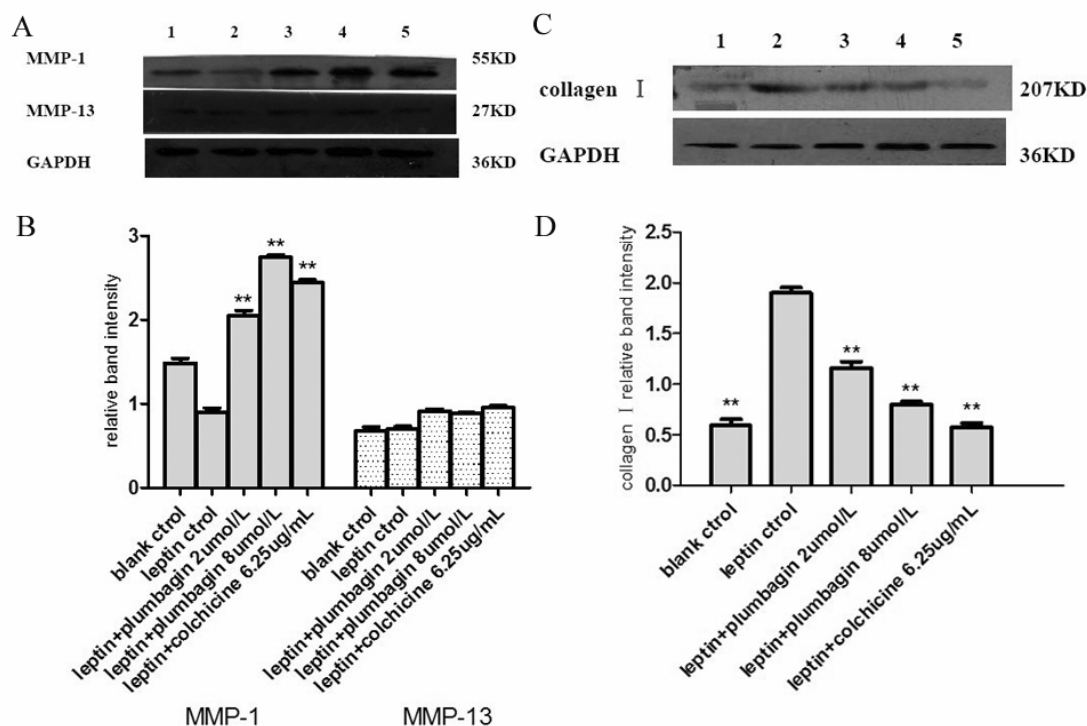 A
1 2 3 4 5
MMP-1 55KD
MMP-13 27KD
GAPDH 36KD
C
1 2 3 4 5
collagen Ⅰ 207KD
GAPDH 36KD
B
relative band intensity
3
2
1
0
**
**
**
blank ctrol
leptin ctrol
leptin+plumbagin 2umol/L
leptin+plumbagin 8umol/L
leptin+colchicine 6.25ug/mL
blank ctrol
leptin ctrol
leptin+plumbagin 2umol/L
leptin+plumbagin 8umol/L
leptin+colchicine 6.25ug/mL
MMP-1 MMP-13
D
collagen Ⅰ relative band intensity
2.5
2.0
1.5
1.0
0.5
0.0
**
**
**
**
blank ctrol
leptin ctrol
leptin+plumbagin 2umol/L
leptin+plumbagin 8umol/L
leptin+colchicine 6.25ug/mL